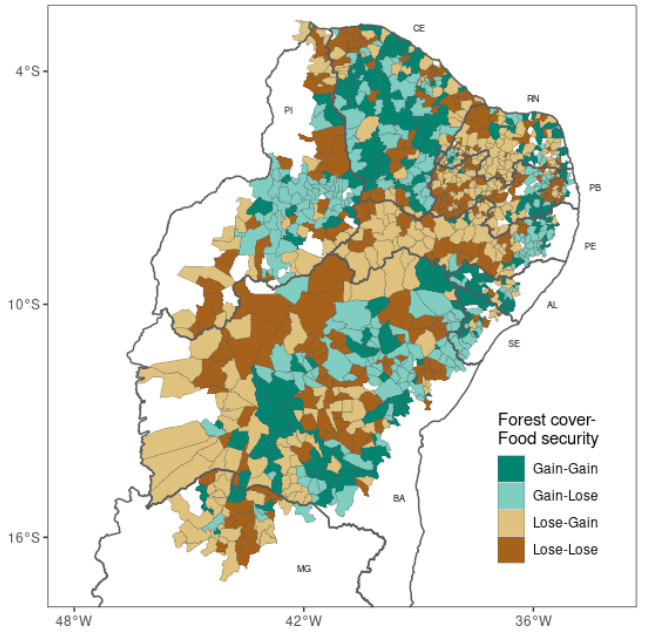 CE
4°S
PI
RN
PB
PE
10°S
AL
SE
Forest cover-
Food security
Gain-Gain
Gain-Lose
Lose-Gain
Lose-Lose
BA
16°S
MG
48°W
42°W
36°W